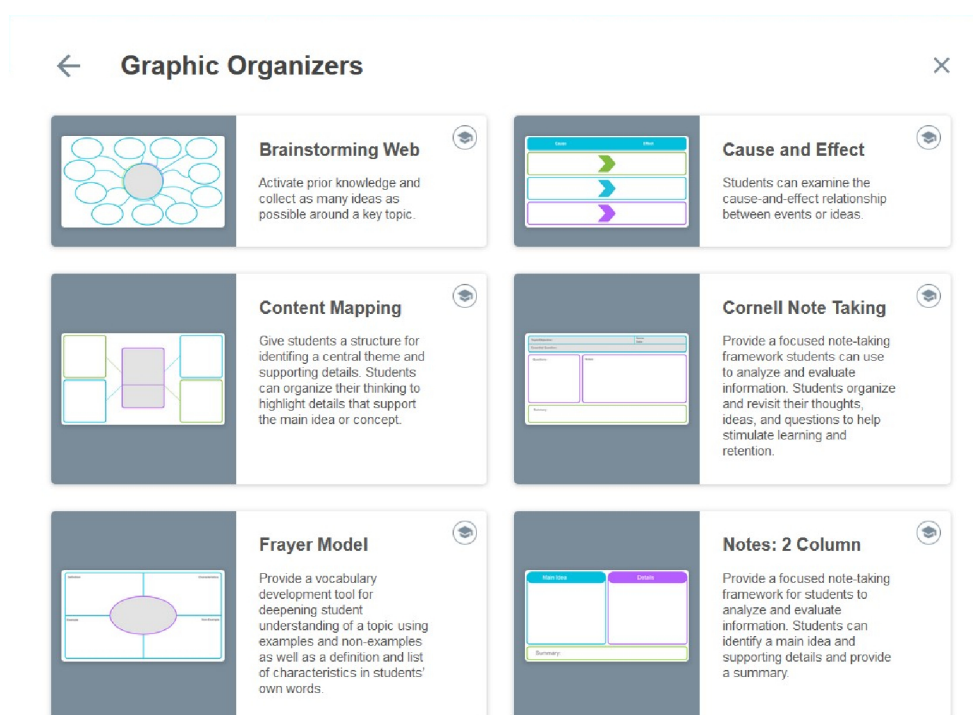 Graphic Organizers
Brainstorming Web
Activate prior knowledge and
collect as many ideas as
possible around a key topic.
Cause
Effect
Cause and Effect
Students can examine the
cause-and-effect relationship
between events or ideas.
Content Mapping
Give students a structure for
identifing a central theme and
supporting details. Students
can organize their thinking to
highlight details that support
the main idea or concept.
Cornell Note Taking
Provide a focused note-taking
framework students can use
to analyze and evaluate
information. Students organize
and revisit their thoughts,
ideas, and questions to help
stimulate learning and
retention.
Frayer Model
Provide a vocabulary
development tool for
deepening student
understanding of a topic using
examples and non-examples
as well as a definition and list
of characteristics in students'
own words.
Main Idea
Details
Summary:
Notes: 2 Column
Provide a focused note-taking
framework for students to
analyze and evaluate
information. Students can
identify a main idea and
supporting details and provide
a summary.